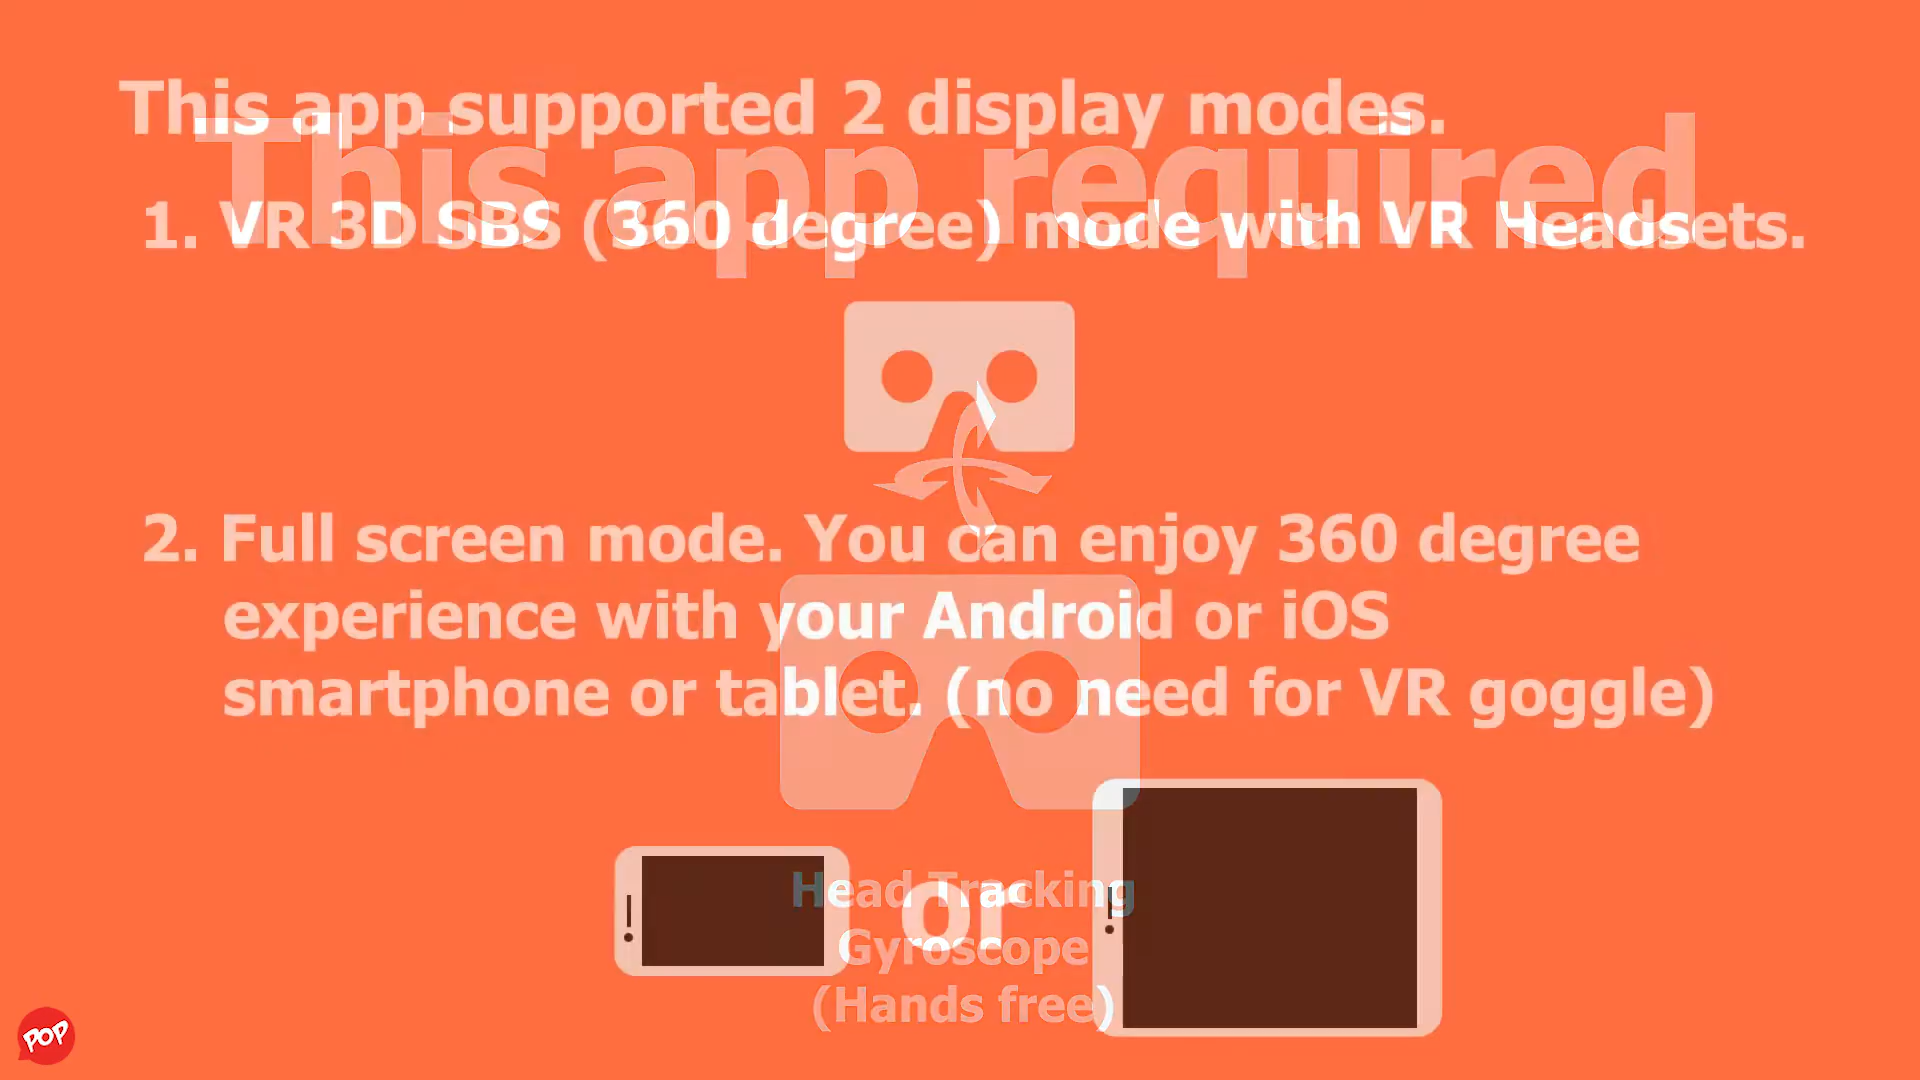 This app supported 2 display modes.
This app required
1. VR 3D SBS (360 degree) mode with VR Headsets.
2. Full screen mode. You can enjoy 360 degree
experience with your Android or iOS
smartphone or tablet. (no need for VR goggle)
or
Head Tracking
Gyroscope
(Hands free)
POP